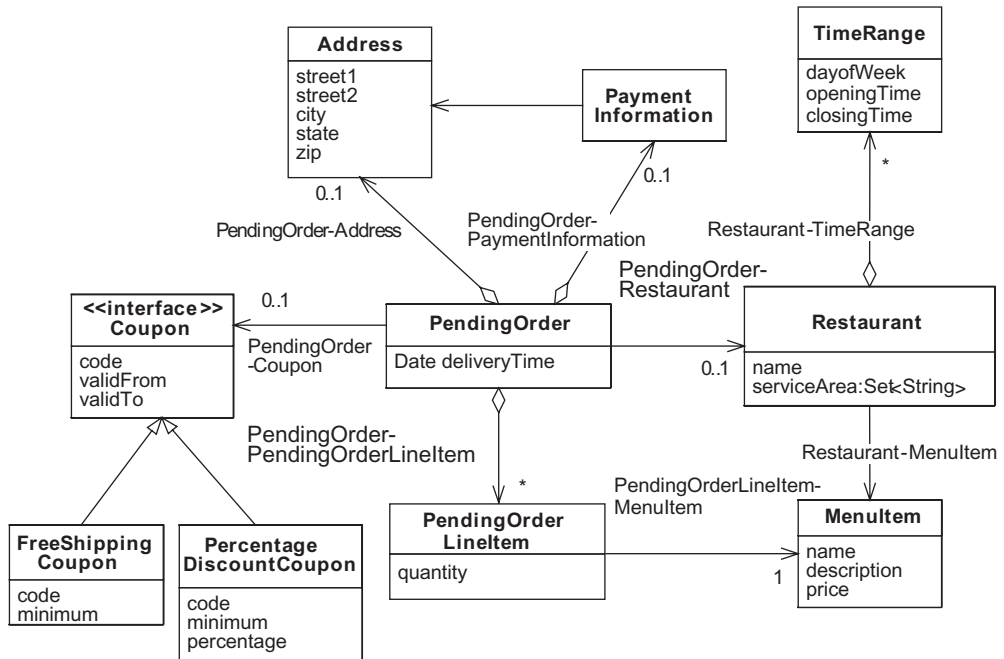 Address
street1
street2
city
state
zip
Payment
Information
TimeRange
dayofWeek
openingTime
closingTime
0..1
0..1
*
PendingOrder-Address
PendingOrder-
PaymentInformation
Restaurant-TimeRange
PendingOrder-
Restaurant
<<interface>>
Coupon
code
validFrom
validTo
0..1
PendingOrder
-Coupon
PendingOrder
Date deliveryTime
0..1
Restaurant
name
serviceArea:Set<String>
PendingOrder-
PendingOrderLineItem
*
Restaurant-MenuItem
PendingOrderLineItem-
MenuItem
FreeShipping
Coupon
code
minimum
Percentage
DiscountCoupon
code
minimum
percentage
PendingOrder
LineItem
quantity
1
MenuItem
name
description
price